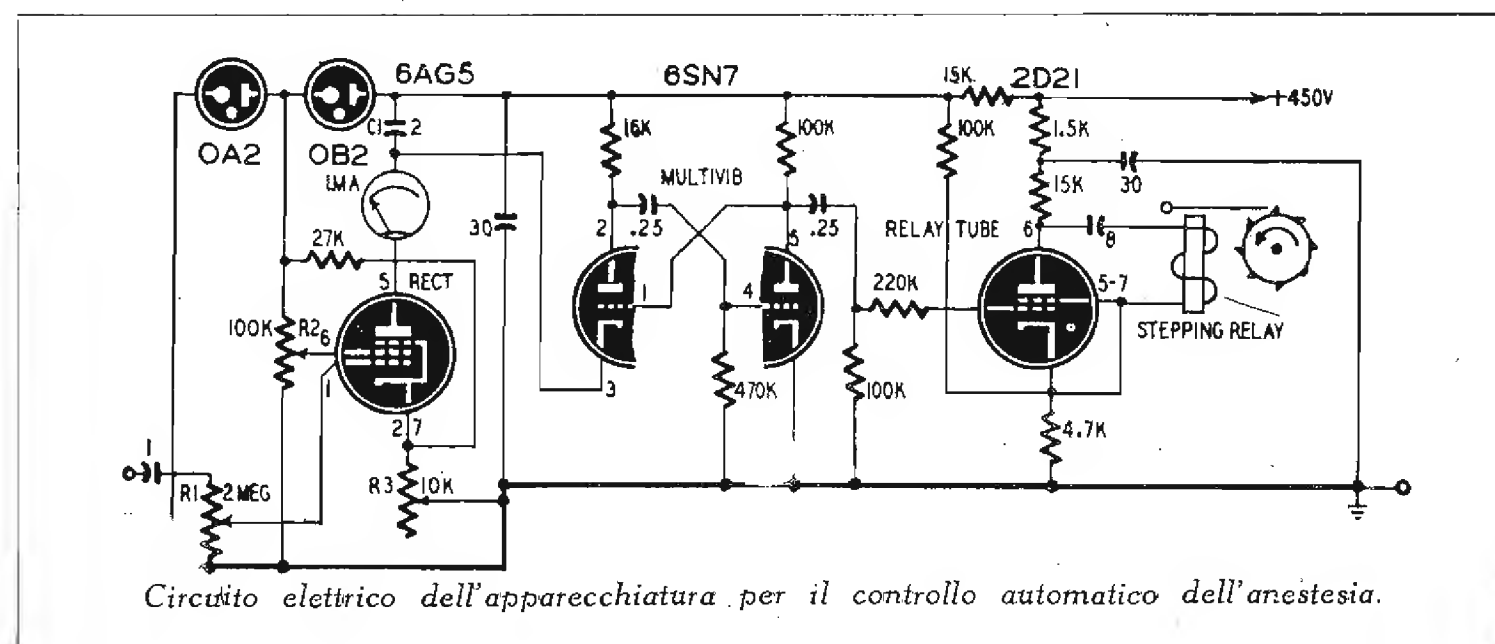 6AG5
6SN7
15K
2D21
+450V
OA2
OB2
C1
2
16K
100K
100K
1.5K
1MA
MULTIVIB
15K
30
27K
30
2
.25
5
.25
RELAY TUBE
6
8
5
RECT
1
4
220K
5-7
STEPPING RELAY
100K
R2
6
1
3
470K
100K
4.7K
2
7
1
R1
2 MEG
R3
10K
Circuito elettrico dell'apparecchiatura per il controllo automatico dell'anestesia.